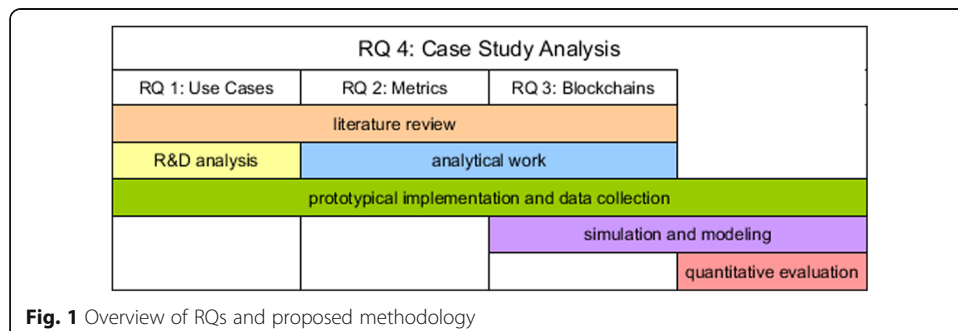 RQ 4: Case Study Analysis
RQ 1: Use Cases
RQ 2: Metrics
RQ 3: Blockchains
literature review
R&D analysis
analytical work
prototypical implementation and data collection
simulation and modeling
quantitative evaluation
Fig. 1 Overview of RQs and proposed methodology